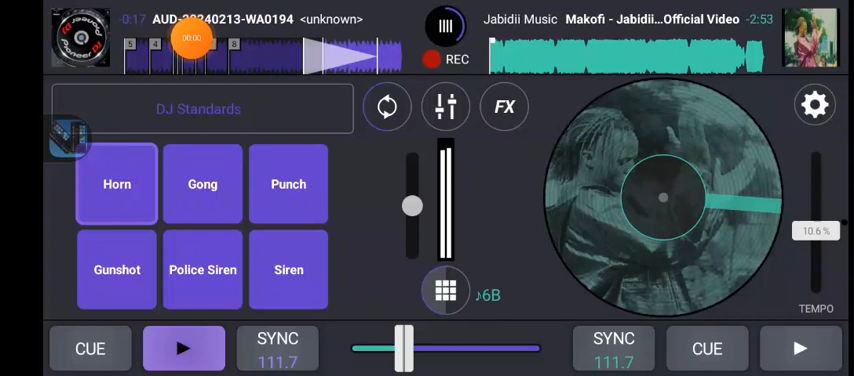 -0:17 AUD-20240213-WA0194 <unknown>
Jabidii Music Makofi - Jabidii...Official Video -2:53
5 4 8
00:00
REC
DJ Standards
FX
Horn Gong Punch
10.6 %
Gunshot Police Siren Siren
♪6B
TEMPO
CUE SYNC 111.7
SYNC 111.7 CUE